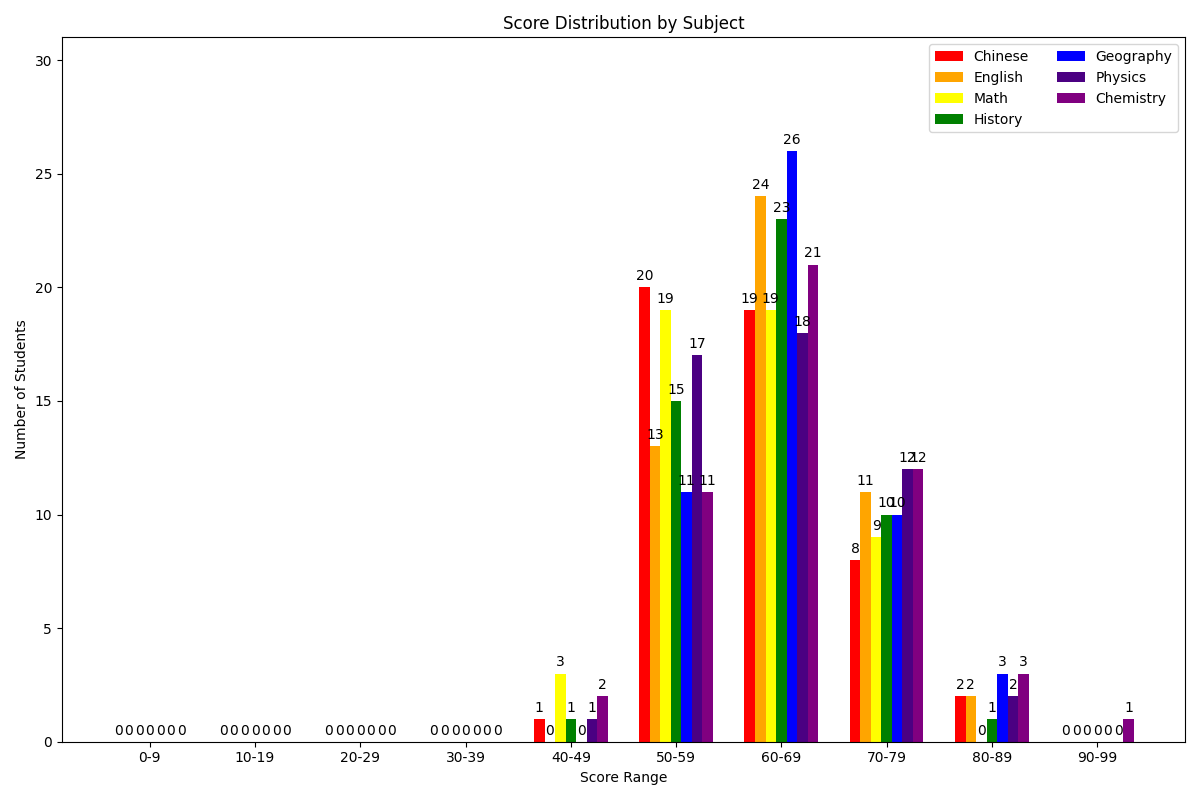 Score Distribution by Subject
Chinese
English
Math
History
Geography
Physics
Chemistry
Number of Students
30
25
20
15
10
5
0
0 0 0 0 0 0 0
0 0 0 0 0 0 0
0 0 0 0 0 0 0
0 0 0 0 0 0 0
1 0 3 1 0 1 2
20 13 19 15 11 17 11
19 24 19 23 26 18 21
8 11 9 10 10 12 12
2 2 0 1 3 2 3
0 0 0 0 0 0 1
0-9 10-19 20-29 30-39 40-49 50-59 60-69 70-79 80-89 90-99
Score Range